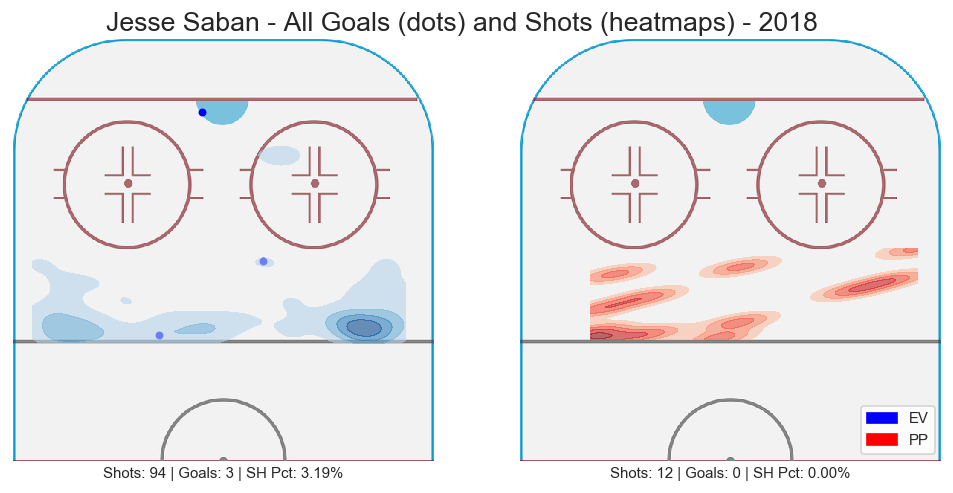 Jesse Saban - All Goals (dots) and Shots (heatmaps) - 2018
EV
PP
Shots: 94 | Goals: 3 | SH Pct: 3.19%
Shots: 12 | Goals: 0 | SH Pct: 0.00%